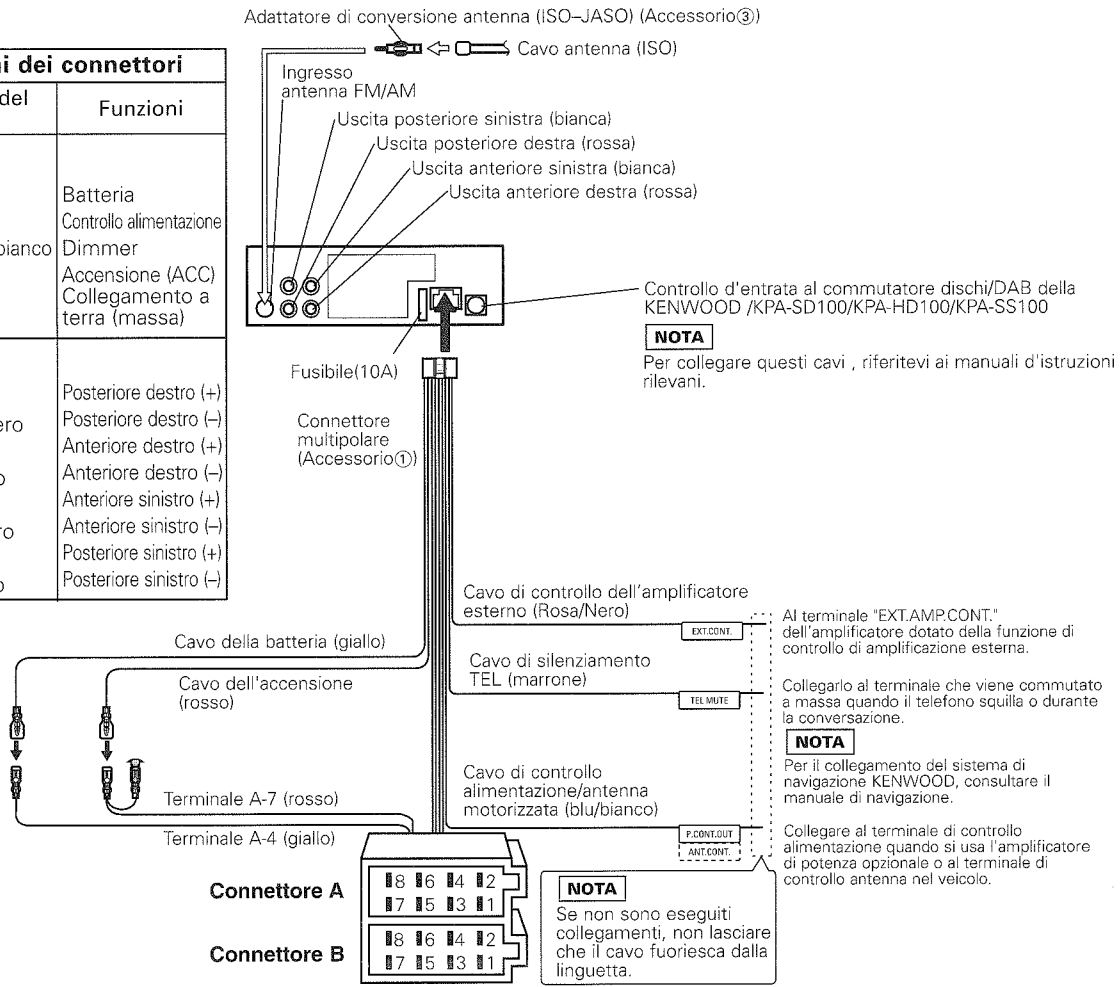 Adattatore di conversione antenna (ISO–JASO) (Accessorio③)
Cavo antenna (ISO)
Ingresso
antenna FM/AM
Uscita posteriore sinistra (bianca)
Uscita posteriore destra (rossa)
Uscita anteriore sinistra (bianca)
Uscita anteriore destra (rossa)
dei connettori
del
Funzioni
Batteria
Controllo alimentazione
bianco
Dimmer
Accensione (ACC)
Collegamento a
terra (massa)
Posteriore destro (+)
Posteriore destro (–)
Anteriore destro (+)
Anteriore destro (–)
Anteriore sinistro (+)
Anteriore sinistro (–)
Posteriore sinistro (+)
Posteriore sinistro (–)
Controllo d'entrata al commutatore dischi/DAB della
KENWOOD /KPA-SD100/KPA-HD100/KPA-SS100
NOTA
Per collegare questi cavi , riferitevi ai manuali d'istruzioni
rilevani.
Fusibile(10A)
Connettore
multipolare
(Accessorio①)
Cavo di controllo dell'amplificatore
esterno (Rosa/Nero)
EXT.CONT.
Al terminale "EXT.AMP.CONT."
dell'amplificatore dotato della funzione di
controllo di amplificazione esterna.
Cavo della batteria (giallo)
Cavo dell'accensione
(rosso)
Cavo di silenziamento
TEL (marrone)
TEL MUTE
Collegarlo al terminale che viene commutato
a massa quando il telefono squilla o durante
la conversazione.
NOTA
Per il collegamento del sistema di
navigazione KENWOOD, consultare il
manuale di navigazione.
Cavo di controllo
alimentazione/antenna
motorizzata (blu/bianco)
P.CONT.OUT
ANT.CONT.
Collegare al terminale di controllo
alimentazione quando si usa l'amplificatore
di potenza opzionale o al terminale di
controllo antenna nel veicolo.
Terminale A-7 (rosso)
Terminale A-4 (giallo)
Connettore A
8 6 4 2
7 5 3 1
Connettore B
8 6 4 2
7 5 3 1
NOTA
Se non sono eseguiti
collegamenti, non lasciare
che il cavo fuoriesca dalla
linguetta.